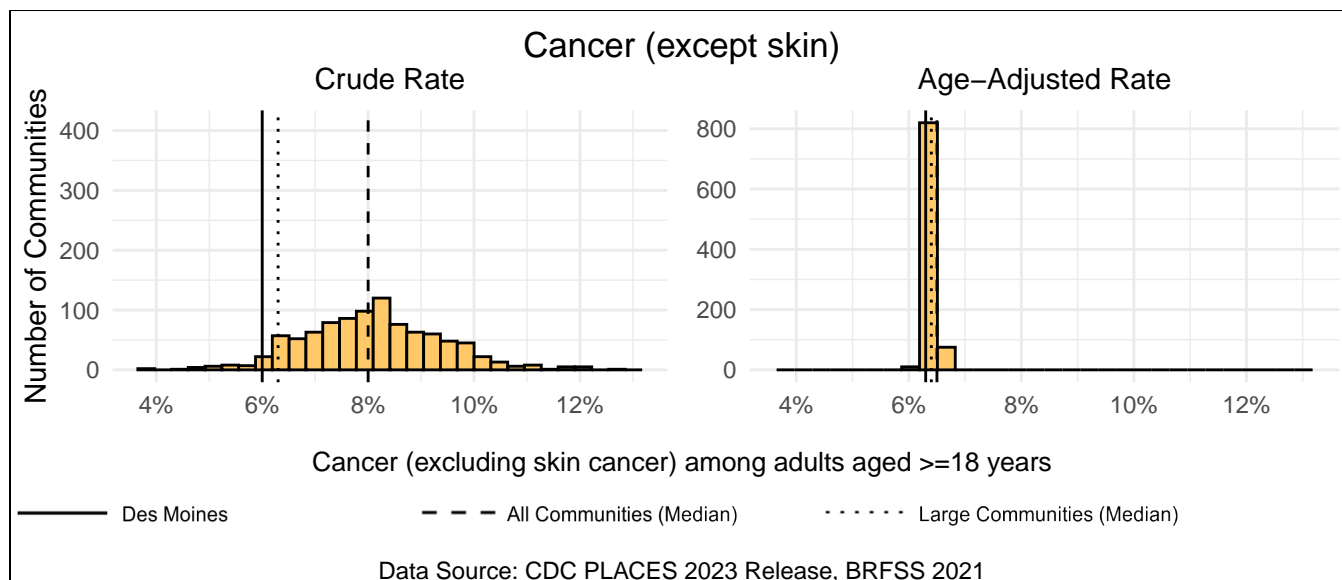 Cancer (except skin)
Crude Rate
Age−Adjusted Rate
Number of Communities
400
300
200
100
0
4% 6% 8% 10% 12%
800
600
400
200
0
4% 6% 8% 10% 12%
Cancer (excluding skin cancer) among adults aged >=18 years
Des Moines
All Communities (Median)
Large Communities (Median)
Data Source: CDC PLACES 2023 Release, BRFSS 2021